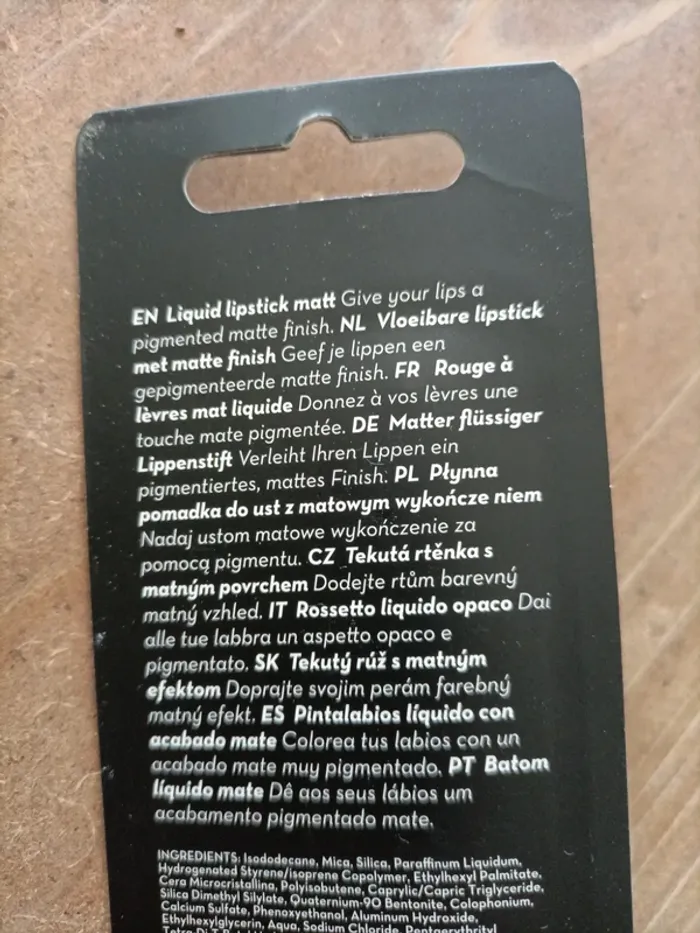 EN Liquid lipstick matt Give your lips a
pigmented matte finish. NL Vloeibare lipstick
met matte finish Geef je lippen een
gepigmenteerde matte finish. FR Rouge à
lèvres mat liquide Donnez à vos lèvres une
touche mate pigmentée. DE Matter flüssiger
Lippenstift Verleiht Ihren Lippen ein
pigmentiertes, mattes Finish. PL Płynna
pomadka do ust z matowym wykończe niem
Nadaj ustom matowe wykończenie za
pomocą pigmentu. CZ Tekutá rtěnka s
matným povrchem Dodejte rtům barevný
matný vzhled. IT Rossetto liquido opaco Dai
alle tue labbra un aspetto opaco e
pigmentato. SK Tekutý rúž s matným
efektom Doprajte svojim perám farebný
matný efekt. ES Pintalabios líquido con
acabado mate Colorea tus labios con un
acabado mate muy pigmentado. PT Batom
líquido mate Dê aos seus lábios um
acabamento pigmentado mate.
INGREDIENTS: Isododecane, Mica, Silica, Paraffinum Liquidum,
Hydrogenated Styrene/isoprene Copolymer, Ethylhexyl Palmitate,
Cera Microcristallina, Polyisobutene, Caprylic/Capric Triglyceride,
Silica Dimethyl Silylate, Quaternium-90 Bentonite, Colophonium,
Calcium Sulfate, Phenoxyethanol, Aluminum Hydroxide,
Ethylhexylglycerin, Aqua, Sodium Chloride, Pentaerythrityl